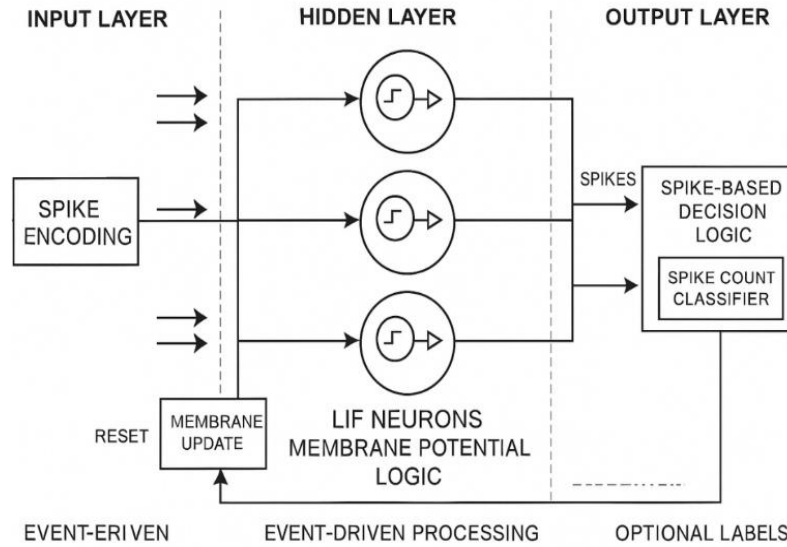 INPUT LAYER
HIDDEN LAYER
OUTPUT LAYER
SPIKE
ENCODING
SPIKES
SPIKE-BASED
DECISION
LOGIC
SPIKE COUNT
CLASSIFIER
RESET
MEMBRANE
UPDATE
LIF NEURONS
MEMBRANE POTENTIAL
LOGIC
EVENT-ERIVEN
EVENT-DRIVEN PROCESSING
OPTIONAL LABELS